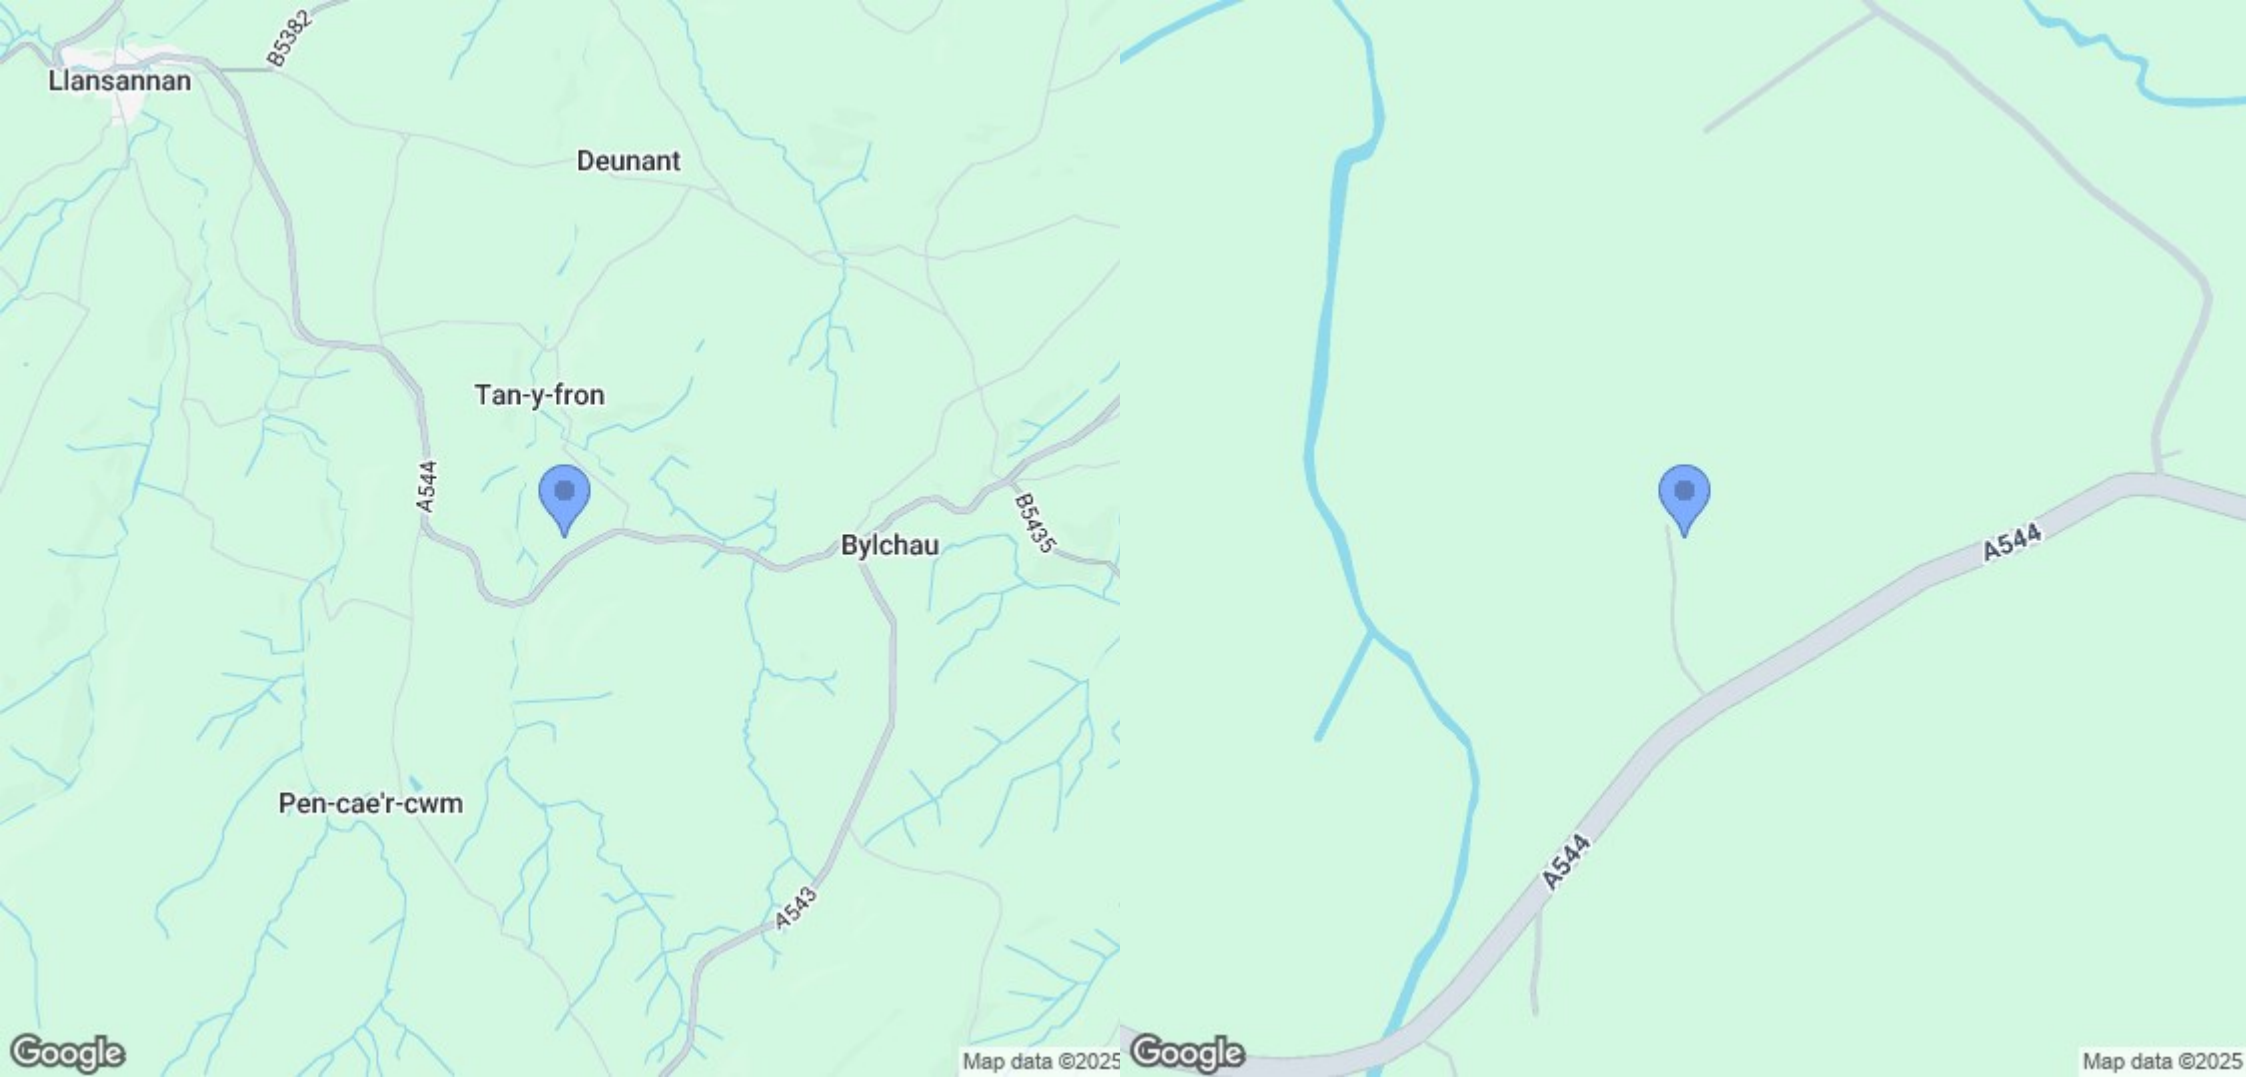 B5382
Llansannan
Deunant
Tan-y-fron
A544
Bylchau
B5435
Pen-cae'r-cwm
A543
Google
Map data ©2025
A544
A544
Google
Map data ©2025